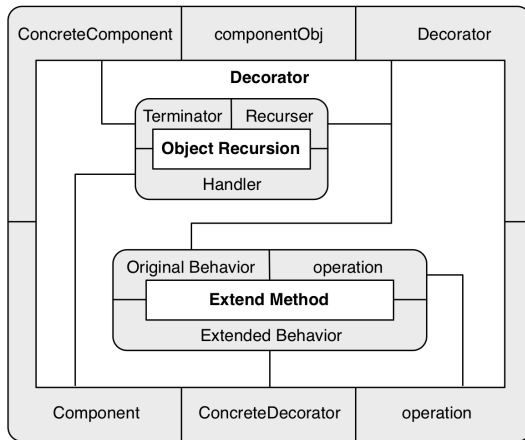 ConcreteComponent componentObj Decorator
Decorator
Terminator Recurser
Object Recursion
Handler
Original Behavior operation
Extend Method
Extended Behavior
Component ConcreteDecorator operation